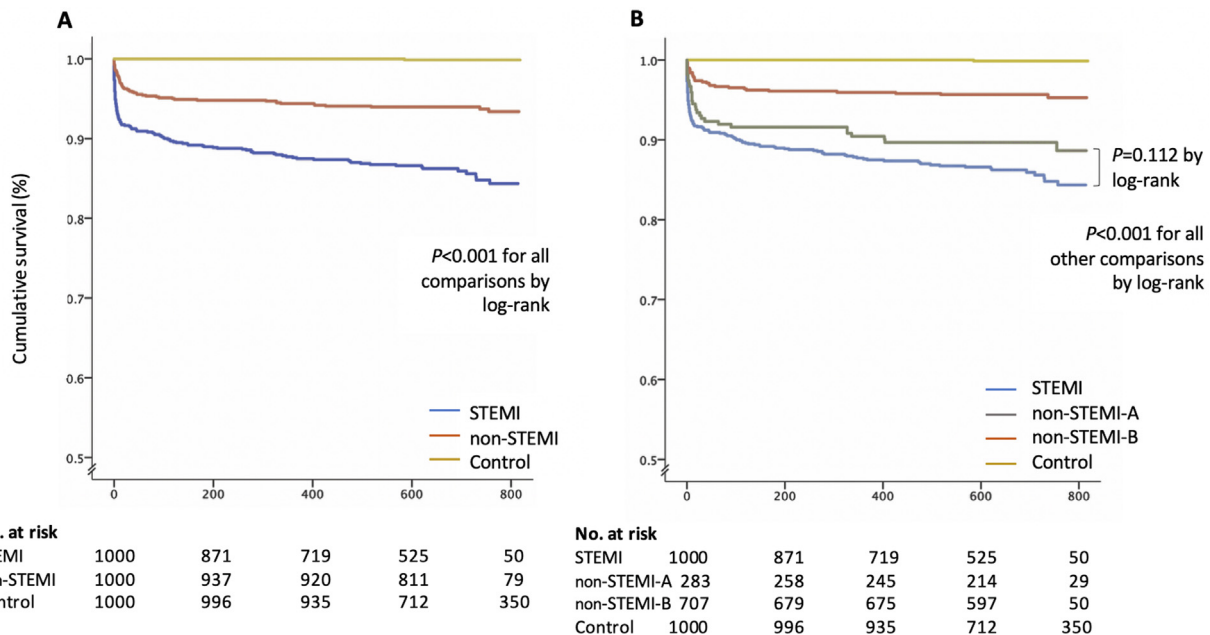 A
1.0
0.9
0.8
0.7
0.6
0.5
Cumulative survival (%)
0 200 400 600 800
P<0.001 for all
comparisons by
log-rank
STEMI
non-STEMI
Control
. at risk
EMI 1000 871 719 525 50
-STEMI 1000 937 920 811 79
ntrol 1000 996 935 712 350
B
1.0
0.9
0.8
0.7
0.6
0.5
0 200 400 600 800
P=0.112 by
log-rank
P<0.001 for all
other comparisons
by log-rank
STEMI
non-STEMI-A
non-STEMI-B
Control
No. at risk
STEMI 1000 871 719 525 50
non-STEMI-A 283 258 245 214 29
non-STEMI-B 707 679 675 597 50
Control 1000 996 935 712 350